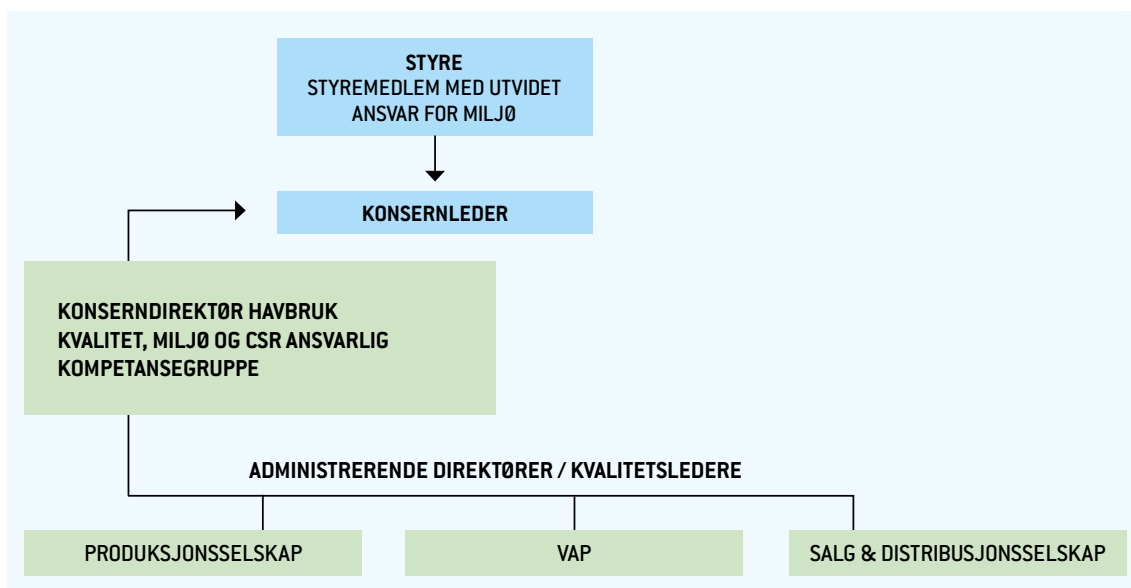 STYRE
STYREMEDLEM MED UTVIDET
ANSVAR FOR MILJØ
KONSERNLEDER
KONSERNDIREKTØR HAVBRUK
KVALITET, MILJØ OG CSR ANSVARLIG
KOMPETANSEGRUPPE
ADMINISTRERENDE DIREKTØRER / KVALITETSLEDERE
PRODUKSJONSSELSKAP
VAP
SALG & DISTRIBUSJONSSELSKAP